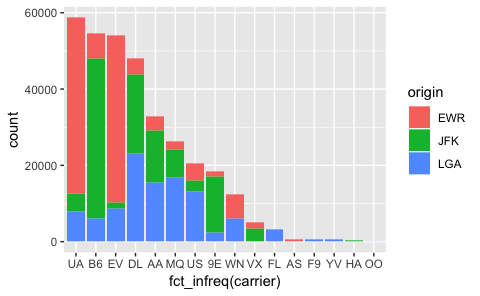 60000
40000
20000
0
count
UA B6 EV DL AA MQ US 9E WN VX FL AS F9 YV HA OO
fct_infreq(carrier)
origin
EWR
JFK
LGA